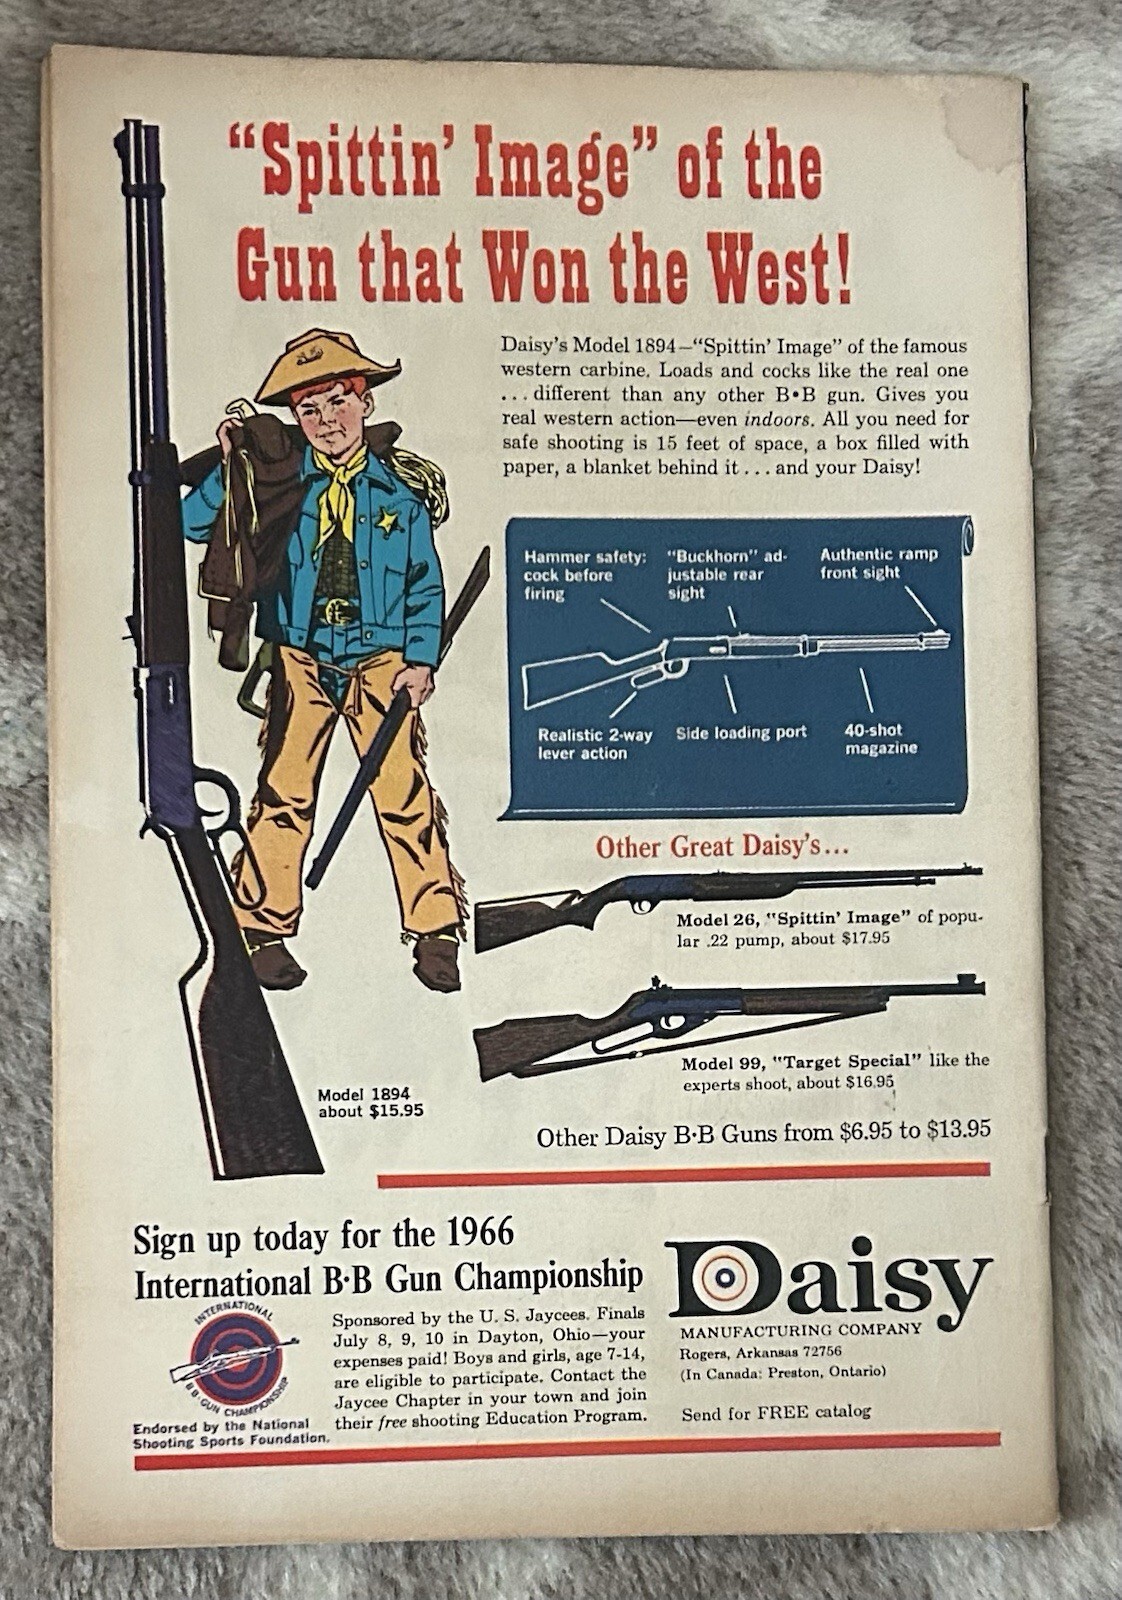 “Spittin’ Image” of the
Gun that Won the West!
Daisy’s Model 1894—“Spittin’ Image” of the famous
western carbine. Loads and cocks like the real one
...different than any other B•B gun. Gives you
real western action—even indoors. All you need for
safe shooting is 15 feet of space, a box filled with
paper, a blanket behind it...and your Daisy!
Hammer safety:
cock before
firing
“Buckhorn” ad-
justable rear
sight
Authentic ramp
front sight
Realistic 2-way
lever action
Side loading port
40-shot
magazine
Other Great Daisy’s...
Model 26, “Spittin’ Image” of popu-
lar .22 pump, about $17.95
Model 99, “Target Special” like the
experts shoot, about $16.95
Model 1894
about $15.95
Other Daisy B•B Guns from $6.95 to $13.95
Sign up today for the 1966
International B•B Gun Championship
INTERNATIONAL
B•B•GUN CHAMPIONSHIP
Endorsed by the National
Shooting Sports Foundation.
Sponsored by the U. S. Jaycees. Finals
July 8, 9, 10 in Dayton, Ohio—your
expenses paid! Boys and girls, age 7-14,
are eligible to participate. Contact the
Jaycee Chapter in your town and join
their free shooting Education Program.
Daisy
MANUFACTURING COMPANY
Rogers, Arkansas 72756
(In Canada: Preston, Ontario)
Send for FREE catalog